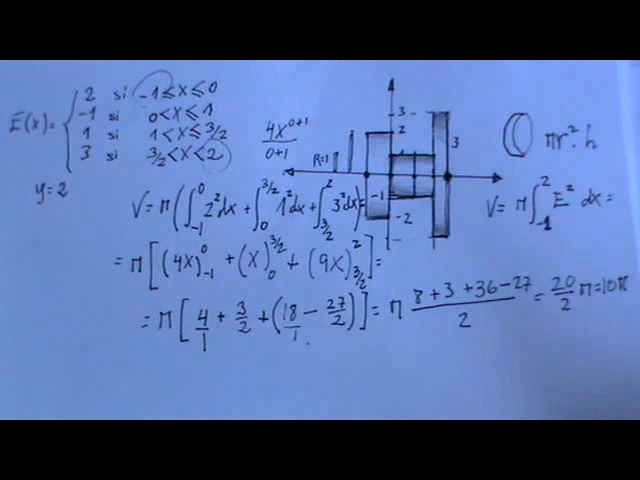 E(x) = { 2 si -1 ≤ x ≤ 0
-1 si 0 < x ≤ 1
1 si 1 < x ≤ 3/2
3 si 3/2 < x < 2
y = 2
4x^(0+1) / (0+1)
R=1
3
2
3
-1
-2
πr²·h
V = π ∫_{-1}^{2} E² dx =
V = π ( ∫_{-1}^{0} 2² dx + ∫_{0}^{3/2} 1² dx + ∫_{3/2}^{2} 3² dx ) =
= π [ (4x)_{-1}^{0} + (x)_{0}^{3/2} + (9x)_{3/2}^{2} ] =
= π [ 4/1 + 3/2 + ( 18/1 - 27/2 ) ] = π (8 + 3 + 36 - 27)/2 = 20/2 π = 10π